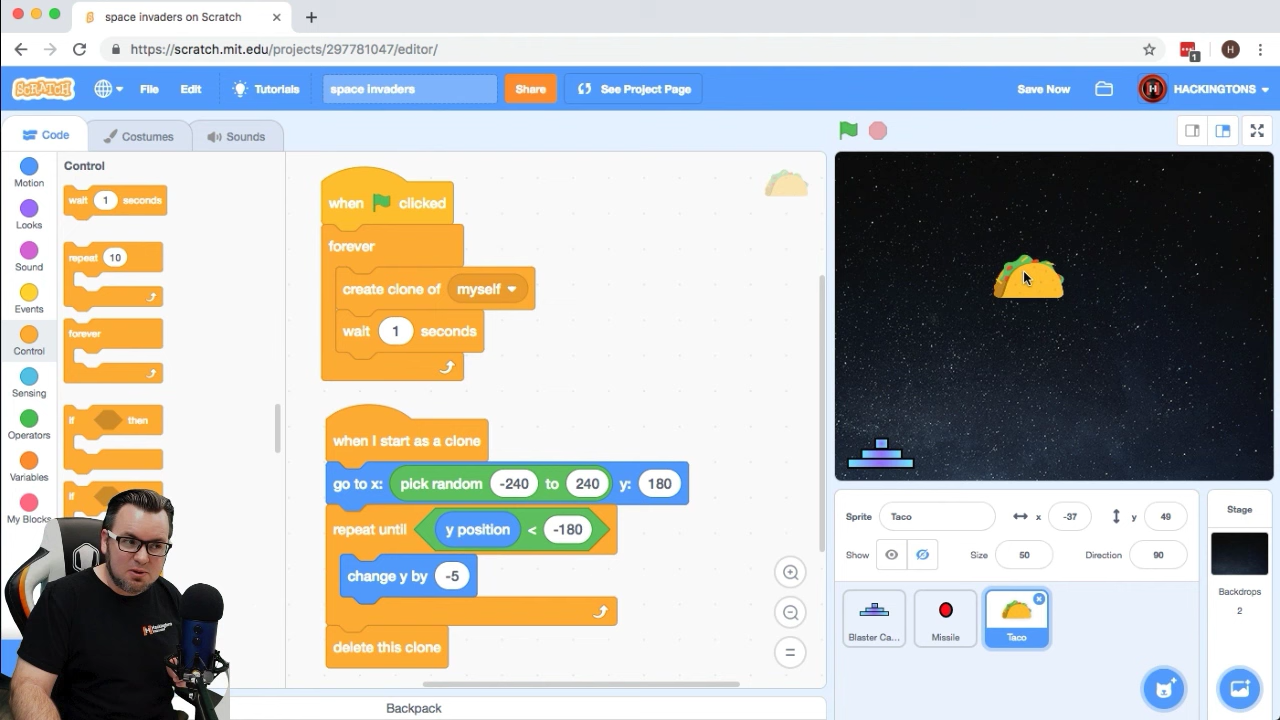 space invaders on Scratch
https://scratch.mit.edu/projects/297781047/editor/
1
H
SCRATCH
File
Edit
Tutorials
space invaders
Share
See Project Page
Save Now
H
HACKINGTONS
Code
Costumes
Sounds
Motion
Looks
Sound
Events
Control
Sensing
Operators
Variables
My Blocks
Control
wait 1 seconds
repeat 10
forever
if then
if
when clicked
forever
create clone of myself
wait 1 seconds
when I start as a clone
go to x: pick random -240 to 240 y: 180
repeat until y position < -180
change y by -5
delete this clone
Backpack
Sprite Taco x -37 y 49
Show Size 50 Direction 90
Blaster Ca...
Missile
Taco
Stage
Backdrops
2